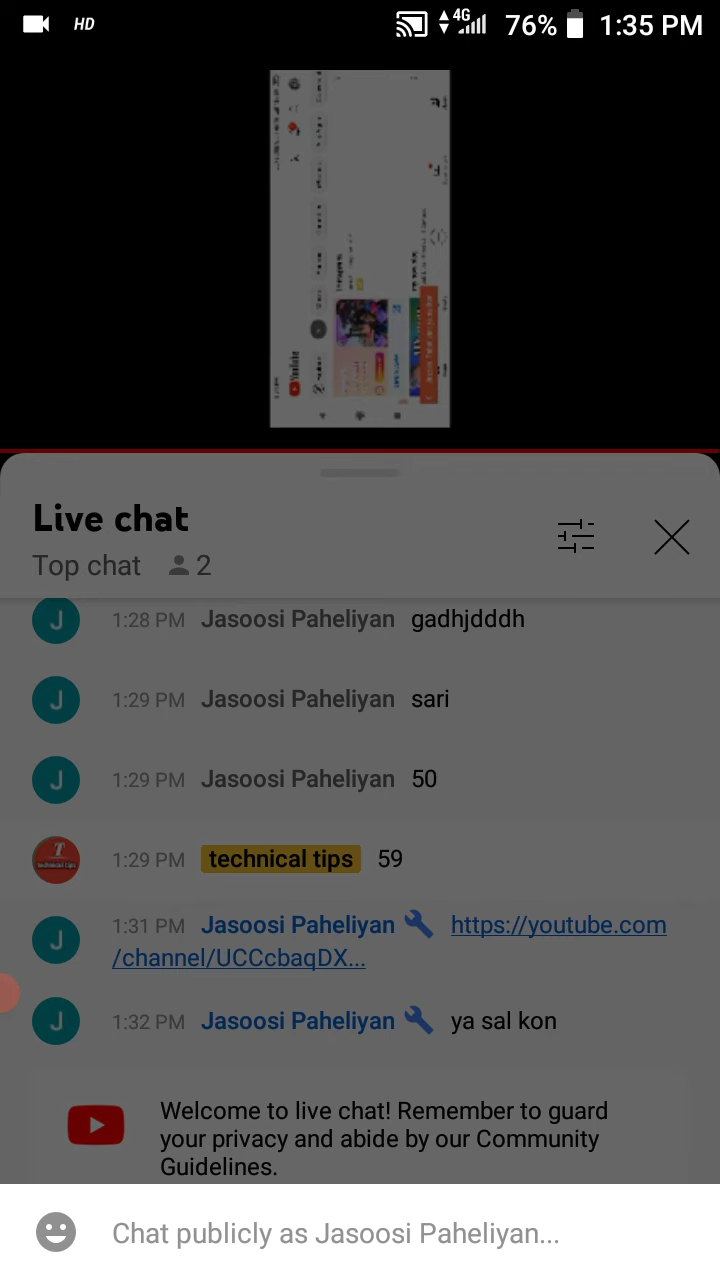 HD 4G 76% 1:35 PM
YouTube
Live chat
Top chat 2
J 1:28 PM Jasoosi Paheliyan gadhjdddh
J 1:29 PM Jasoosi Paheliyan sari
J 1:29 PM Jasoosi Paheliyan 50
T technical tips 1:29 PM technical tips 59
J 1:31 PM Jasoosi Paheliyan https://youtube.com
/channel/UCCcbaqDX...
J 1:32 PM Jasoosi Paheliyan ya sal kon
Welcome to live chat! Remember to guard
your privacy and abide by our Community
Guidelines.
Chat publicly as Jasoosi Paheliyan...